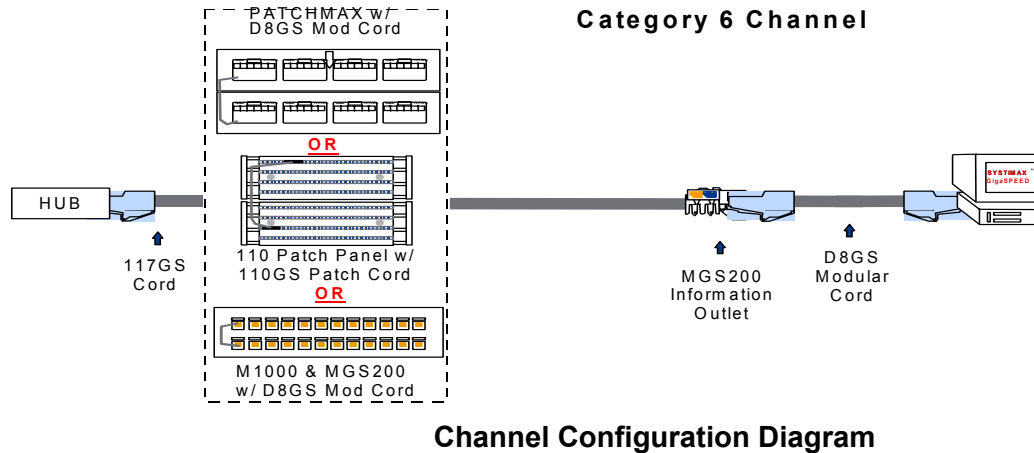 PATCHMAX w/
D8GS Mod Cord
Category 6 Channel
OR
HUB
SYSTIMAX™
GigaSPEED
110 Patch Panel w/
110GS Patch Cord
117GS
Cord
MGS200
Information
Outlet
D8GS
Modular
Cord
OR
M1000 & MGS200
w/ D8GS Mod Cord
Channel Configuration Diagram